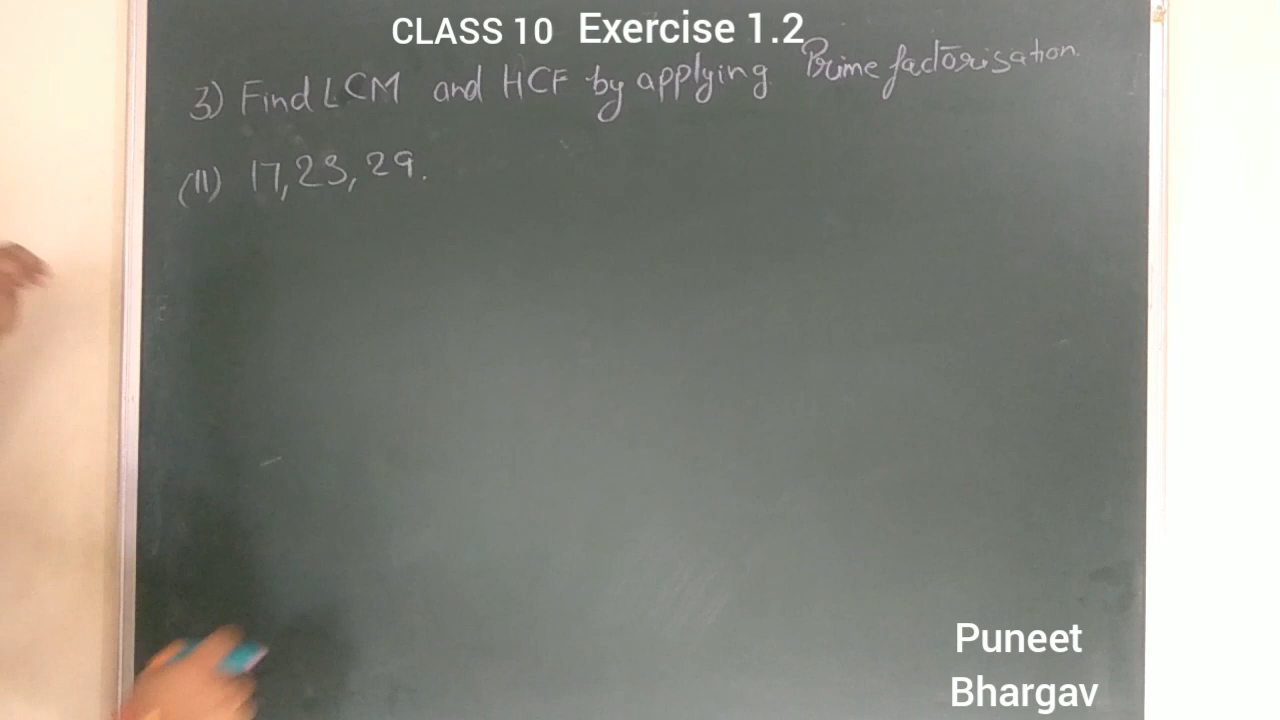 CLASS 10 Exercise 1.2
3) Find LCM and HCF by applying Prime factorisation.
(II) 17, 23, 29.
Puneet
Bhargav